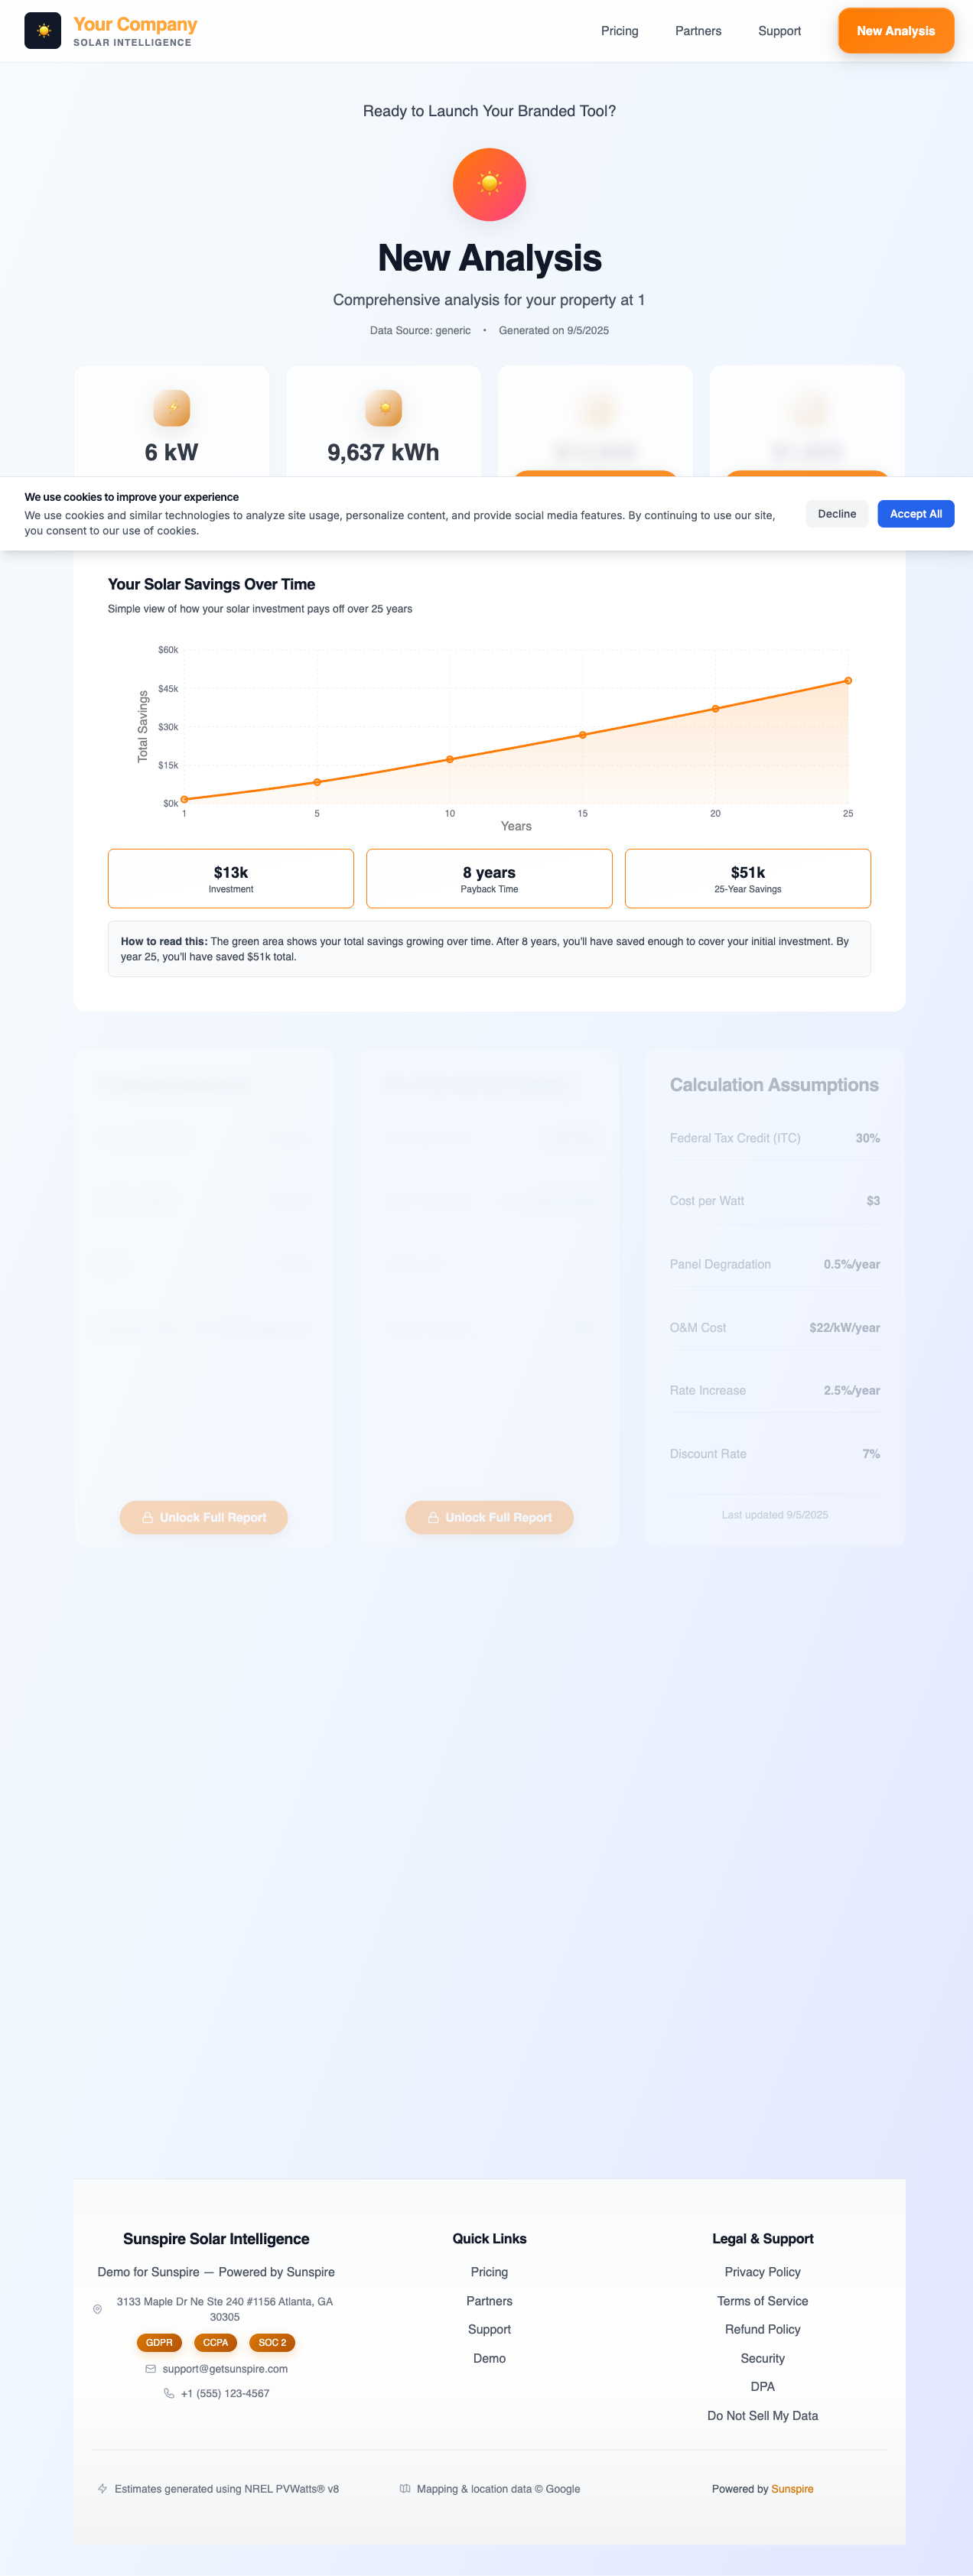 Your Company
SOLAR INTELLIGENCE
Pricing
Partners
Support
New Analysis
Ready to Launch Your Branded Tool?
New Analysis
Comprehensive analysis for your property at 1
Data Source: generic • Generated on 9/5/2025
6 kW
9,637 kWh
We use cookies to improve your experience
We use cookies and similar technologies to analyze site usage, personalize content, and provide social media features. By continuing to use our site,
you consent to our use of cookies.
Decline
Accept All
Your Solar Savings Over Time
Simple view of how your solar investment pays off over 25 years
$60k
$45k
$30k
$15k
$0k
Total Savings
1
5
10
15
20
25
Years
$13k
Investment
8 years
Payback Time
$51k
25-Year Savings
How to read this: The green area shows your total savings growing over time. After 8 years, you'll have saved enough to cover your initial investment. By
year 25, you'll have saved $51k total.
Unlock Full Report
Unlock Full Report
Calculation Assumptions
Federal Tax Credit (ITC) 30%
Cost per Watt $3
Panel Degradation 0.5%/year
O&M Cost $22/kW/year
Rate Increase 2.5%/year
Discount Rate 7%
Last updated 9/5/2025
Sunspire Solar Intelligence
Demo for Sunspire — Powered by Sunspire
3133 Maple Dr Ne Ste 240 #1156 Atlanta, GA
30305
GDPR
CCPA
SOC 2
support@getsunspire.com
+1 (555) 123-4567
Quick Links
Pricing
Partners
Support
Demo
Legal & Support
Privacy Policy
Terms of Service
Refund Policy
Security
DPA
Do Not Sell My Data
Estimates generated using NREL PVWatts® v8
Mapping & location data © Google
Powered by Sunspire